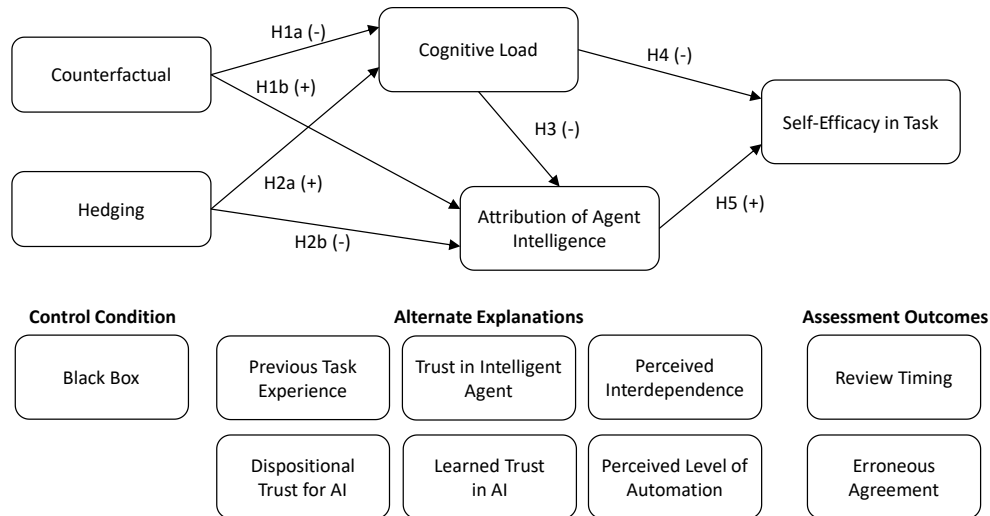 H1a (-)
Cognitive Load
H4 (-)
Counterfactual
H1b (+)
Self-Efficacy in Task
H3 (-)
H2a (+)
Hedging
H5 (+)
Attribution of Agent
Intelligence
H2b (-)
Control Condition
Alternate Explanations
Assessment Outcomes
Black Box
Previous Task
Experience
Trust in Intelligent
Agent
Perceived
Interdependence
Review Timing
Dispositional
Trust for AI
Learned Trust
in AI
Perceived Level of
Automation
Erroneous
Agreement